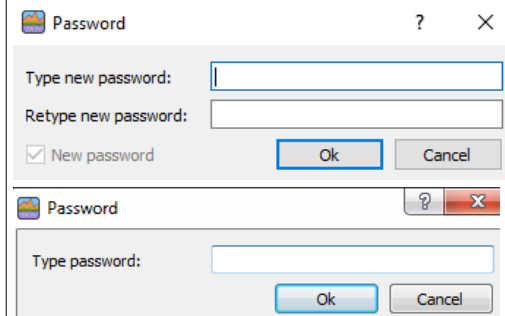 Password ?
Type new password:
Retype new password:
New password Ok Cancel
Password ?
Type password:
Ok Cancel